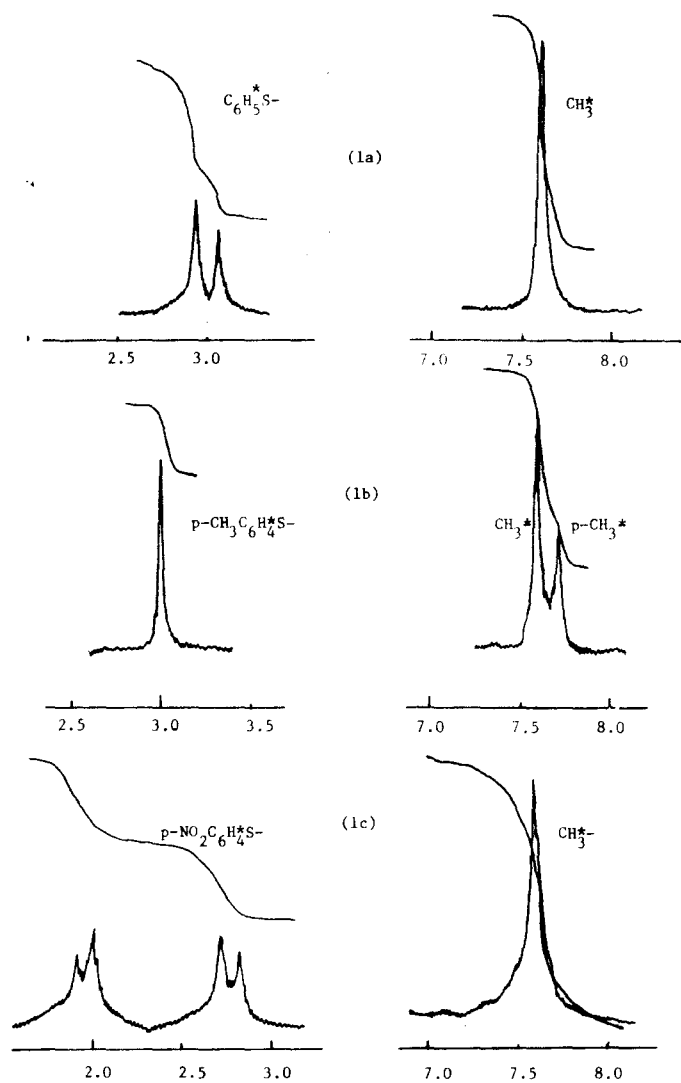 C6H5*S-
CH3*
(1a)
2.5 3.0
7.0 7.5 8.0
(1b)
p-CH3C6H4*S-
CH3* p-CH3*
2.5 3.0 3.5
7.0 7.5 8.0
(1c)
p-NO2C6H4*S-
CH3*-
2.0 2.5 3.0
7.0 7.5 8.0